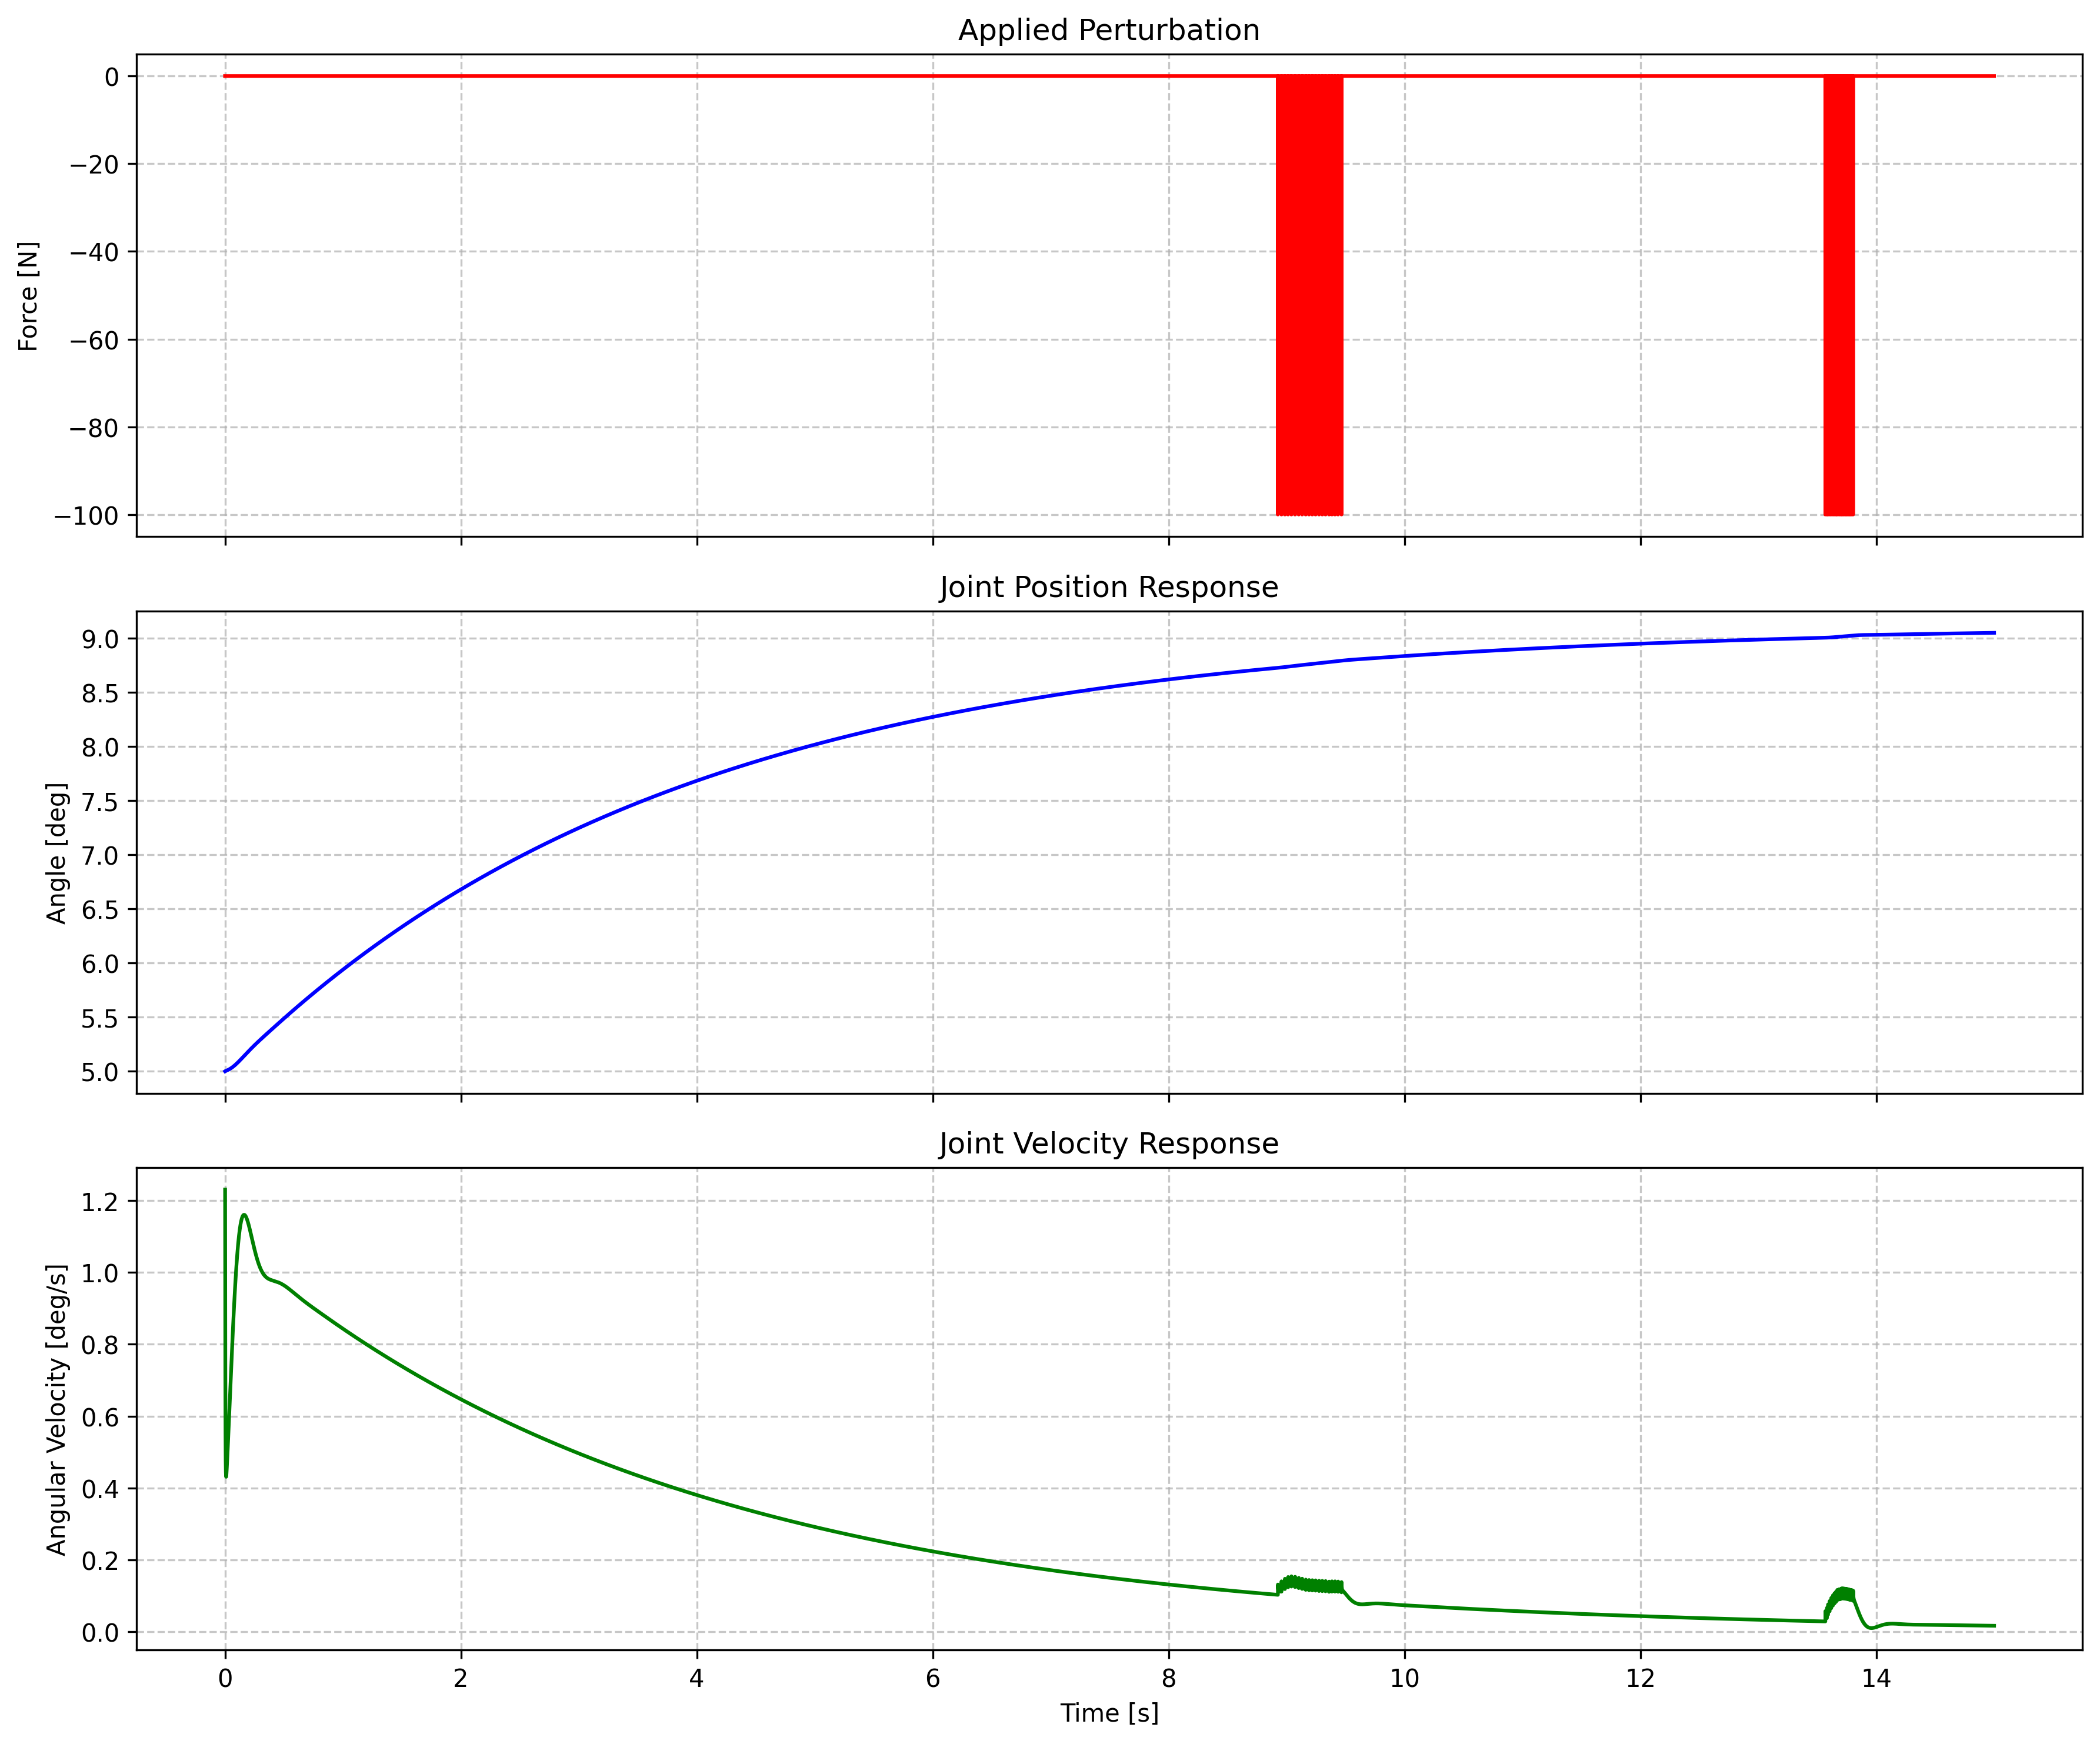 Applied Perturbation
0
−20
−40
−60
−80
−100
Force [N]
Joint Position Response
9.0
8.5
8.0
7.5
7.0
6.5
6.0
5.5
5.0
Angle [deg]
Joint Velocity Response
1.2
1.0
0.8
0.6
0.4
0.2
0.0
Angular Velocity [deg/s]
0 2 4 6 8 10 12 14
Time [s]